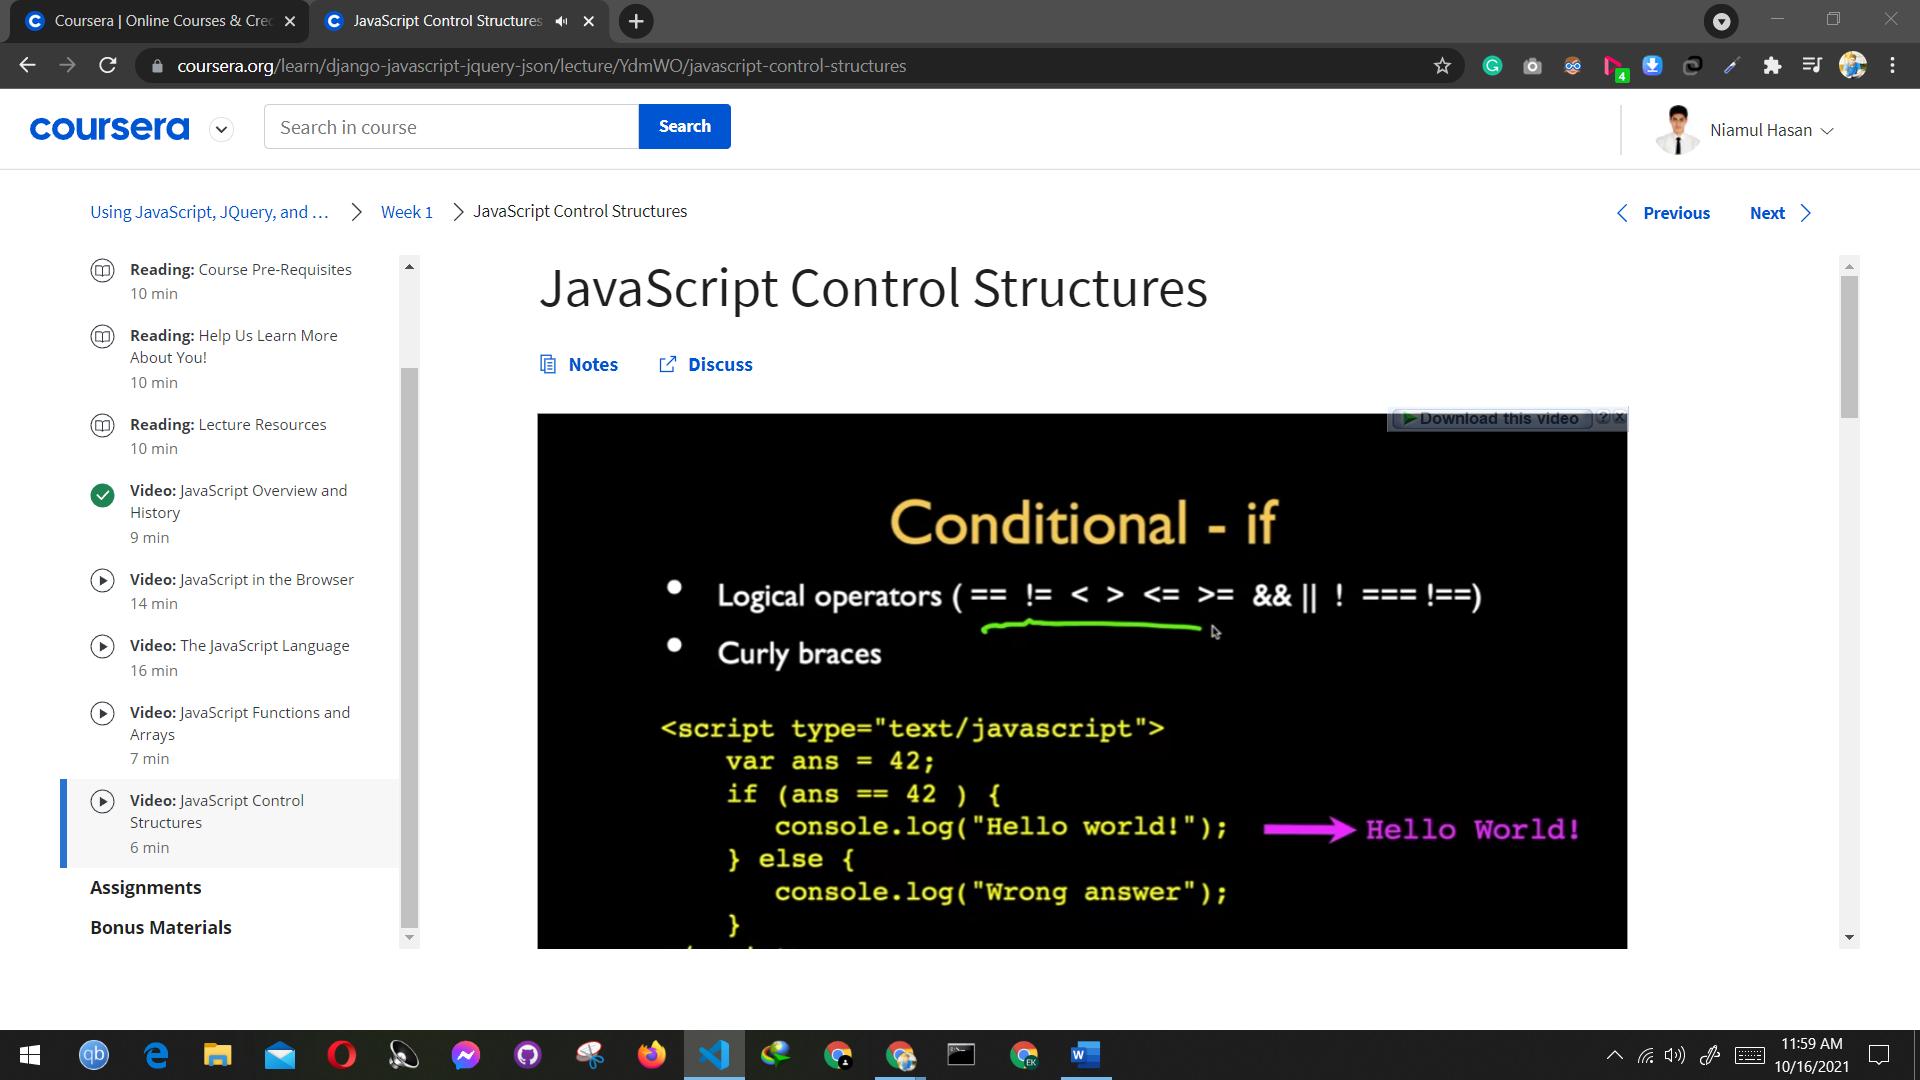 Coursera | Online Courses & Cre
JavaScript Control Structures
coursera.org/learn/django-javascript-jquery-json/lecture/YdmWO/javascript-control-structures
4
coursera
Search in course
Search
Niamul Hasan
Using JavaScript, JQuery, and ...
Week 1
JavaScript Control Structures
Previous
Next
Reading: Course Pre-Requisites
10 min
Reading: Help Us Learn More
About You!
10 min
Reading: Lecture Resources
10 min
Video: JavaScript Overview and
History
9 min
Video: JavaScript in the Browser
14 min
Video: The JavaScript Language
16 min
Video: JavaScript Functions and
Arrays
7 min
Video: JavaScript Control
Structures
6 min
Assignments
Bonus Materials
JavaScript Control Structures
Notes
Discuss
Download this video ?
Conditional - if
Logical operators ( == != < > <= >= && || ! === !==)
Curly braces
<script type="text/javascript">
var ans = 42;
if (ans == 42 ) {
console.log("Hello world!");
Hello World!
} else {
console.log("Wrong answer");
}
qb
EK
11:59 AM
10/16/2021